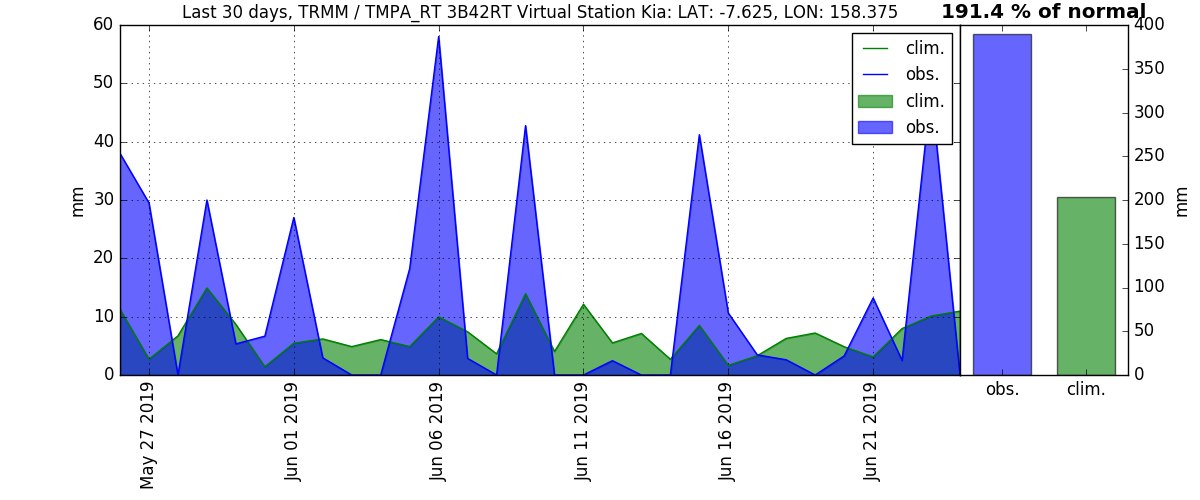 Last 30 days, TRMM / TMPA_RT 3B42RT Virtual Station Kia: LAT: -7.625, LON: 158.375
191.4 % of normal
60
50
40
30
20
10
0
mm
clim.
obs.
clim.
obs.
400
350
300
250
200
150
100
50
0
mm
obs.
clim.
May 27 2019
Jun 01 2019
Jun 06 2019
Jun 11 2019
Jun 16 2019
Jun 21 2019